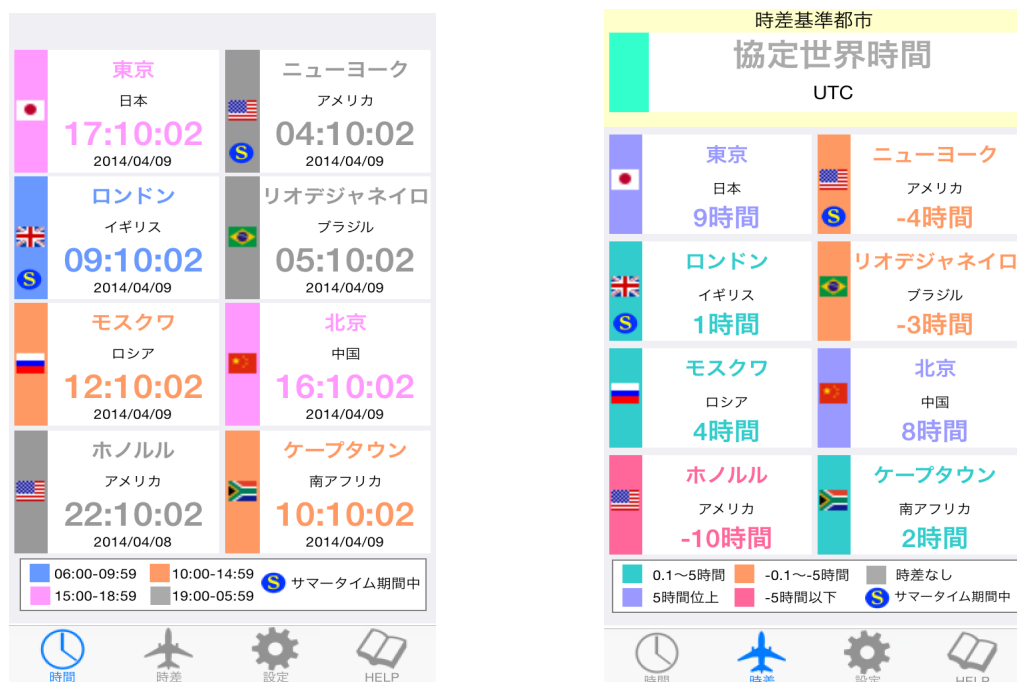 東京
日本
17:10:02
2014/04/09
ニューヨーク
アメリカ
S
04:10:02
2014/04/09
ロンドン
イギリス
S
09:10:02
2014/04/09
リオデジャネイロ
ブラジル
05:10:02
2014/04/09
モスクワ
ロシア
12:10:02
2014/04/09
北京
中国
16:10:02
2014/04/09
ホノルル
アメリカ
22:10:02
2014/04/08
ケープタウン
南アフリカ
10:10:02
2014/04/09
06:00-09:59 10:00-14:59
15:00-18:59 19:00-05:59
S サマータイム期間中
時間 時差 設定 HELP
時差基準都市
協定世界時間
UTC
東京
日本
9時間
ニューヨーク
アメリカ
S
-4時間
ロンドン
イギリス
S
1時間
リオデジャネイロ
ブラジル
-3時間
モスクワ
ロシア
4時間
北京
中国
8時間
ホノルル
アメリカ
-10時間
ケープタウン
南アフリカ
2時間
0.1〜5時間 -0.1〜-5時間 時差なし
5時間位上 -5時間以下 S サマータイム期間中
時間 時差 設定 HELP